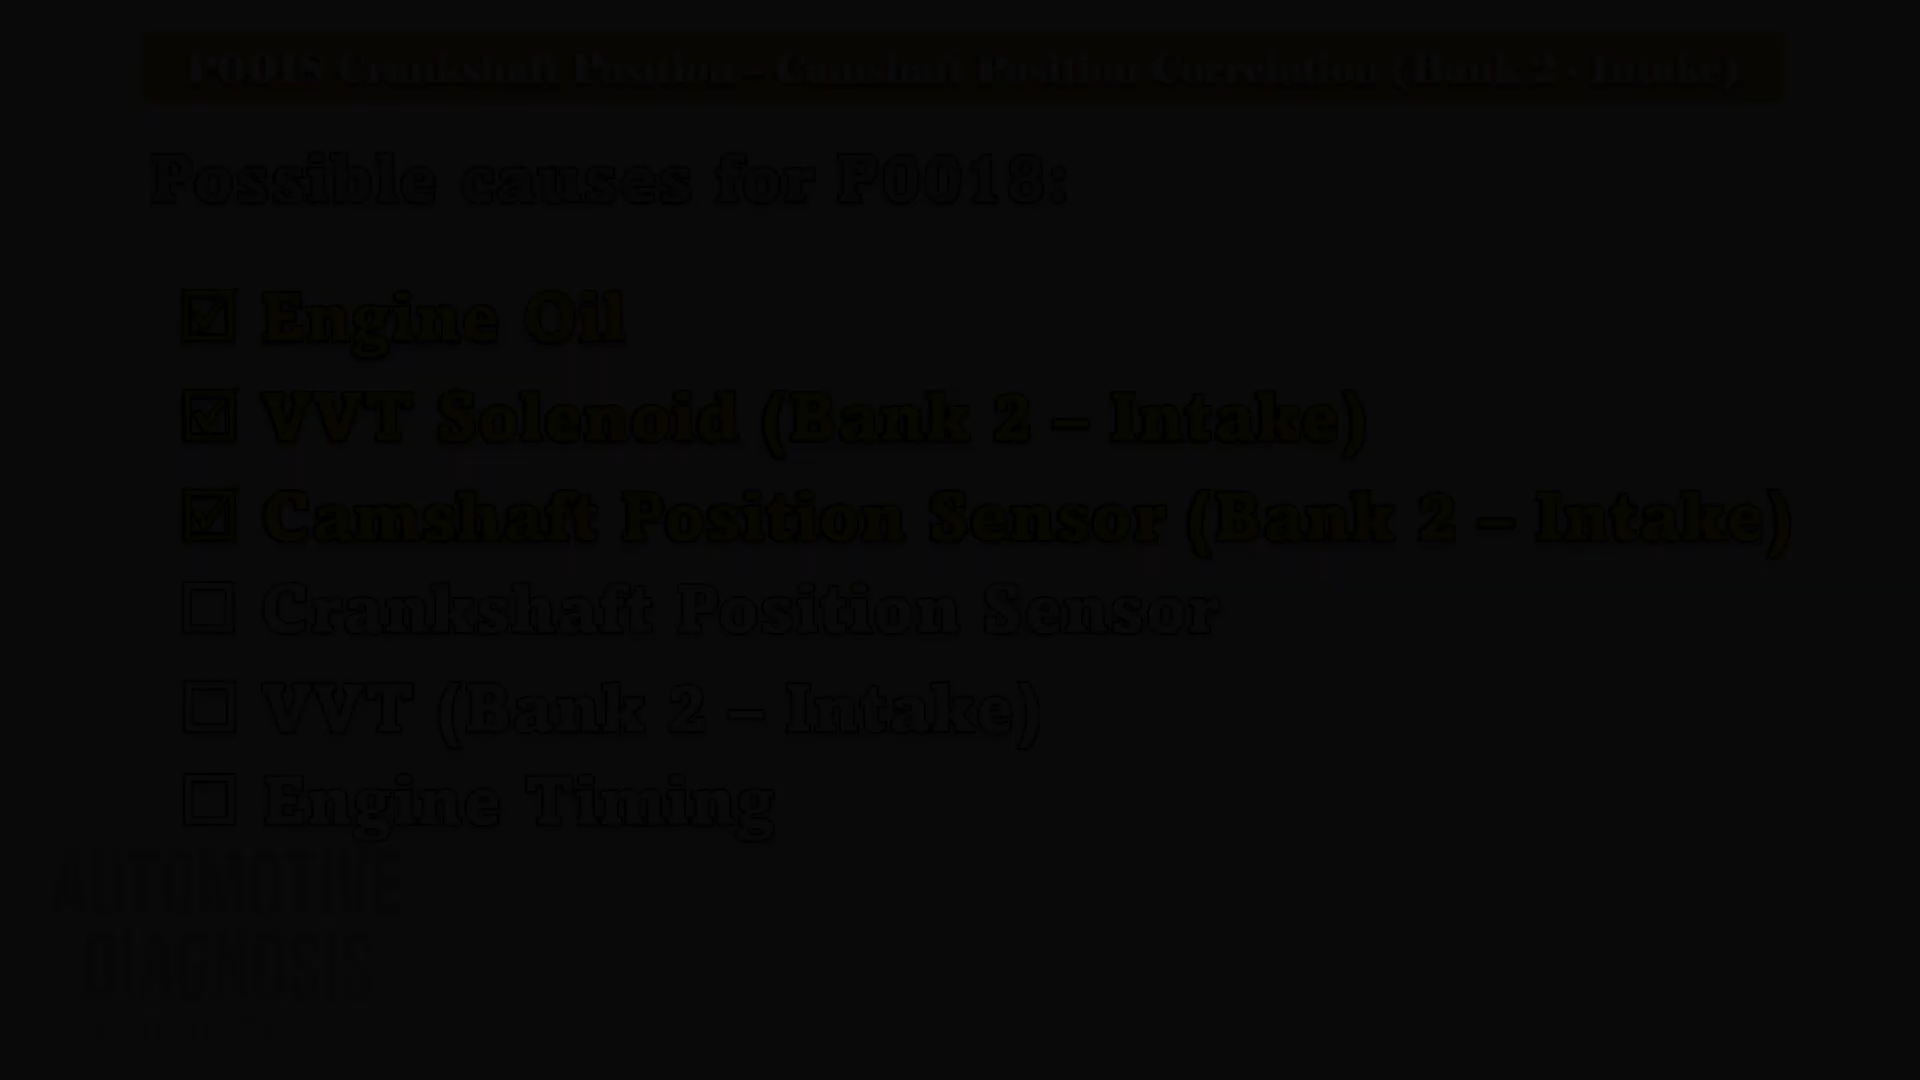 P0018 Crankshaft Position – Camshaft Position Correlation (Bank 2 - Intake)
Possible causes for P0018:
☑ Engine Oil
☑ VVT Solenoid (Bank 2 – Intake)
☑ Camshaft Position Sensor (Bank 2 – Intake)
☐ Crankshaft Position Sensor
☐ VVT (Bank 2 – Intake)
☐ Engine Timing
AUTOMOTIVE
DIAGNOSIS